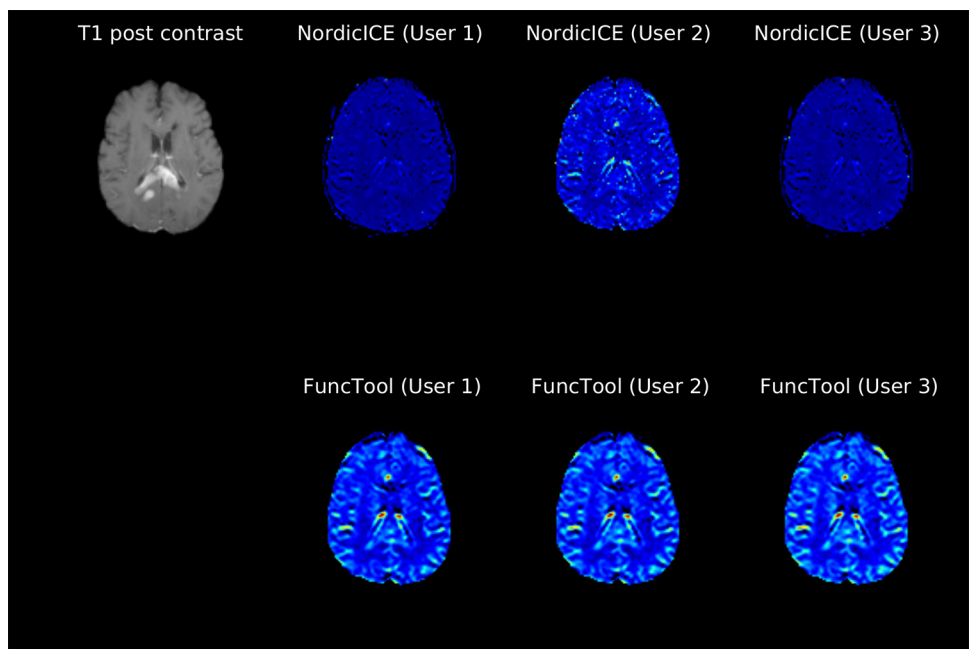 T1 post contrast
NordicICE (User 1)
NordicICE (User 2)
NordicICE (User 3)
FuncTool (User 1)
FuncTool (User 2)
FuncTool (User 3)